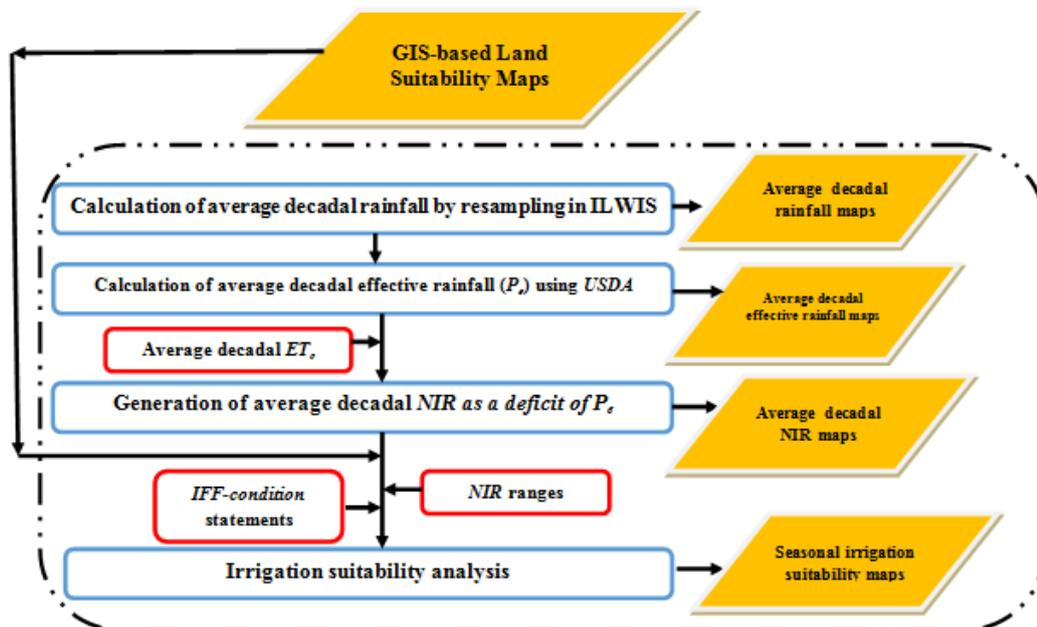 GIS-based Land
Suitability Maps
Calculation of average decadal rainfall by resampling in ILWIS
Average decadal
rainfall maps
Calculation of average decadal effective rainfall (Pe) using USDA
Average decadal
effective rainfall maps
Average decadal ETo
Generation of average decadal NIR as a deficit of Pe
Average decadal
NIR maps
IFF-condition
statements
NIR ranges
Irrigation suitability analysis
Seasonal irrigation
suitability maps